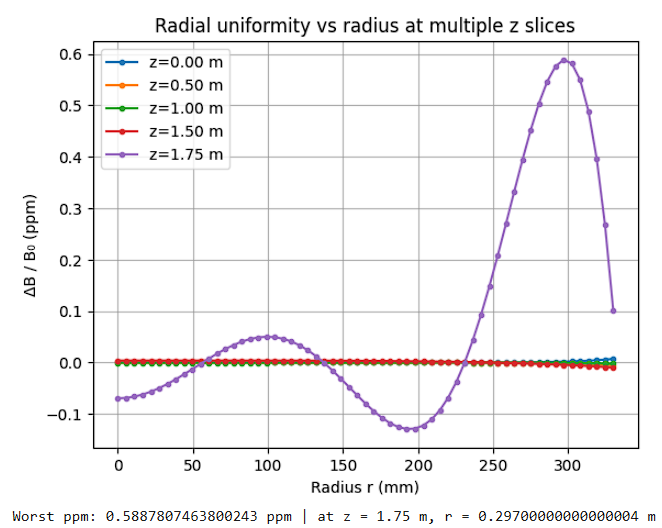 Radial uniformity vs radius at multiple z slices
0.6
0.5
0.4
0.3
0.2
0.1
0.0
−0.1
ΔB / B₀ (ppm)
z=0.00 m
z=0.50 m
z=1.00 m
z=1.50 m
z=1.75 m
0 50 100 150 200 250 300
Radius r (mm)
Worst ppm: 0.5887807463800243 ppm | at z = 1.75 m, r = 0.29700000000000004 m